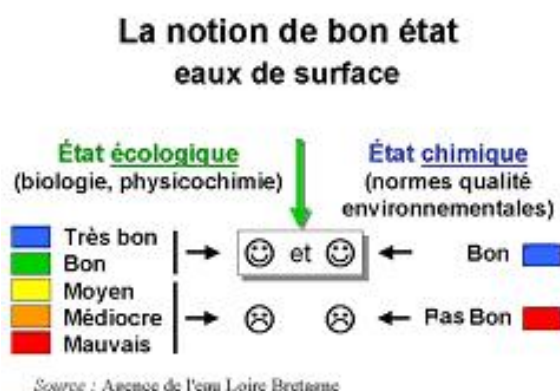 La notion de bon état
eaux de surface
État écologique
(biologie, physicochimie)
État chimique
(normes qualité
environnementales)
Très bon
Bon
Moyen
Médiocre
Mauvais
et
Bon
Pas Bon
Source : Agence de l'eau Loire Bretagne